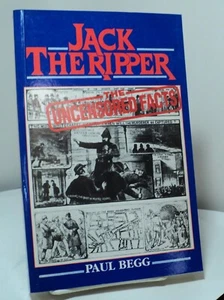 JACK
THE RIPPER
THE
UNCENSORED FACTS
PAUL BEGG